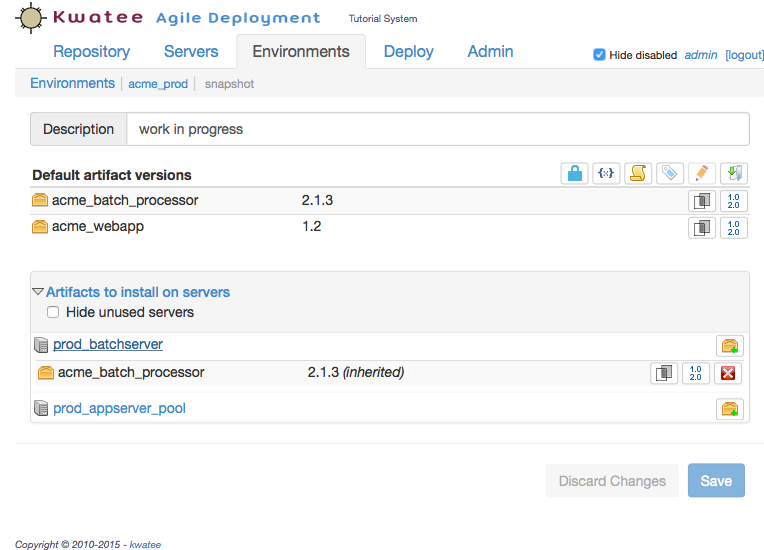 Kwatee Agile Deployment Tutorial System
Repository Servers Environments Deploy Admin Hide disabled admin [logout]
Environments acme_prod snapshot
Description work in progress
Default artifact versions {x}
acme_batch_processor 2.1.3 1.0 2.0
acme_webapp 1.2 1.0 2.0
Artifacts to install on servers
Hide unused servers
prod_batchserver
acme_batch_processor 2.1.3 (inherited) 1.0 2.0
prod_appserver_pool
Discard Changes Save
Copyright © 2010-2015 - kwatee